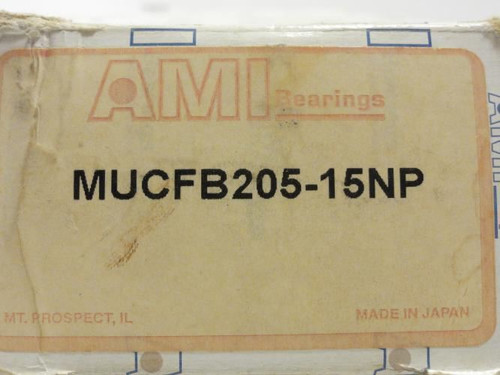 AMI Bearings
MUCFB205-15NP
MT. PROSPECT, IL
MADE IN JAPAN